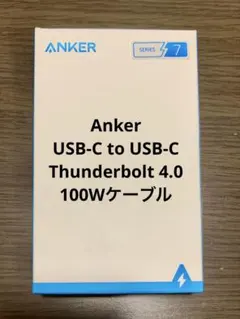 ANKER
SERIES 7
Anker
USB-C to USB-C
Thunderbolt 4.0
100Wケーブル